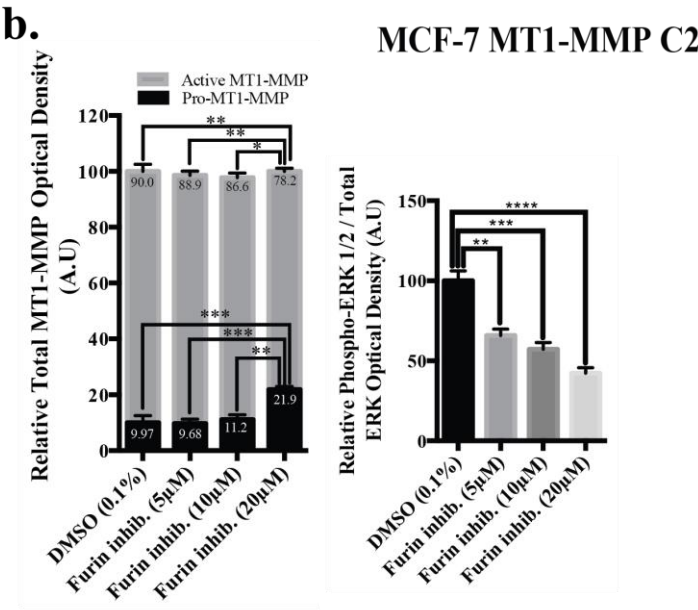 b.
MCF-7 MT1-MMP C2
Active MT1-MMP
Pro-MT1-MMP
Relative Total MT1-MMP Optical Density
(A.U)
120
100
80
60
40
20
0
**
**
*
90.0
88.9
86.6
78.2
***
***
**
9.97
9.68
11.2
21.9
DMSO (0.1%)
Furin inhib. (5μM)
Furin inhib. (10μM)
Furin inhib. (20μM)
Relative Phospho-ERK 1/2 / Total
ERK Optical Density (A.U)
150
100
50
0
****
***
**
DMSO (0.1%)
Furin inhib. (5μM)
Furin inhib. (10μM)
Furin inhib. (20μM)